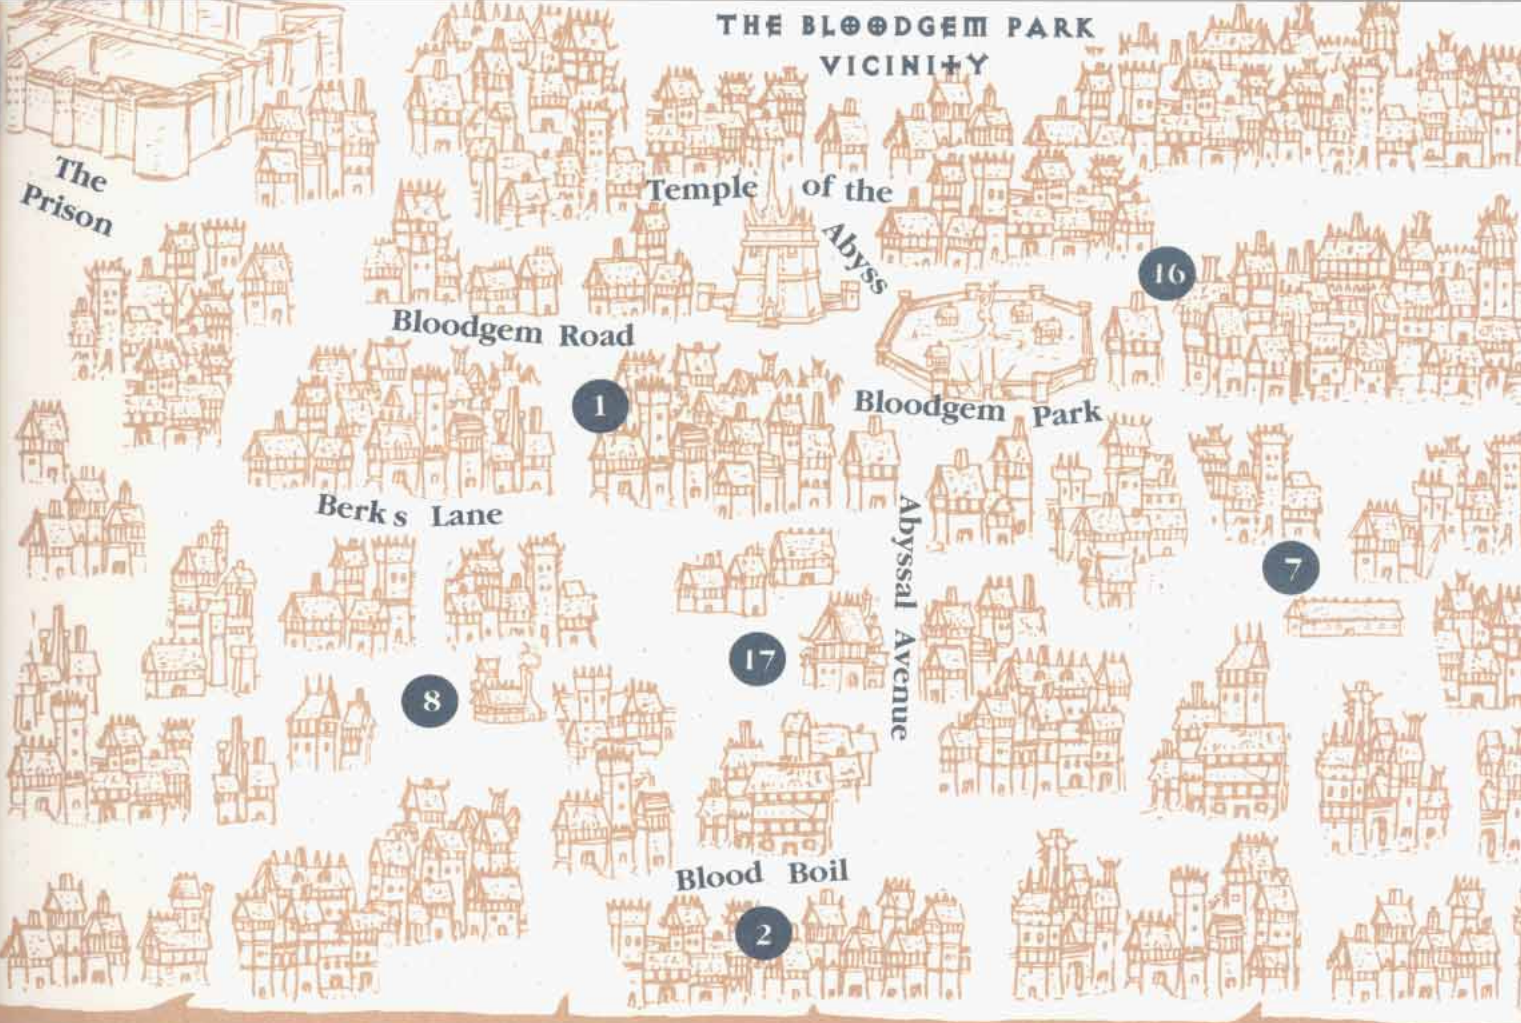 THE BLOODGEM PARK
VICINITY
The
Prison
Temple of the
Abyss
16
Bloodgem Road
1
Bloodgem Park
Berks Lane
Abyssal Avenue
7
17
8
Blood Boil
2